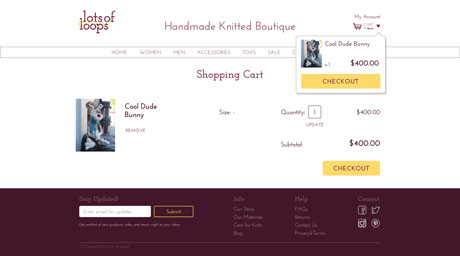 lots of
loops
Handmade Knitted Boutique
My Account
CART
Cool Dude Bunny
x 1
$400.00
CHECKOUT
HOME
WOMEN
MEN
ACCESSORIES
TOYS
SALE
Shopping Cart
Cool Dude
Bunny
REMOVE
Size: -
Quantity:
1
UPDATE
$400.00
Subtotal:
$400.00
CHECKOUT
Stay Updated!
Enter email for updates
Submit
Get notified of new products, sales, and more–right to your inbox.
Info
Our Story
Our Materials
Care for Knits
Blog
Help
FAQs
Returns
Contact Us
Privacy&Terms
Connect
© Copyright 2015 Lots of Loops